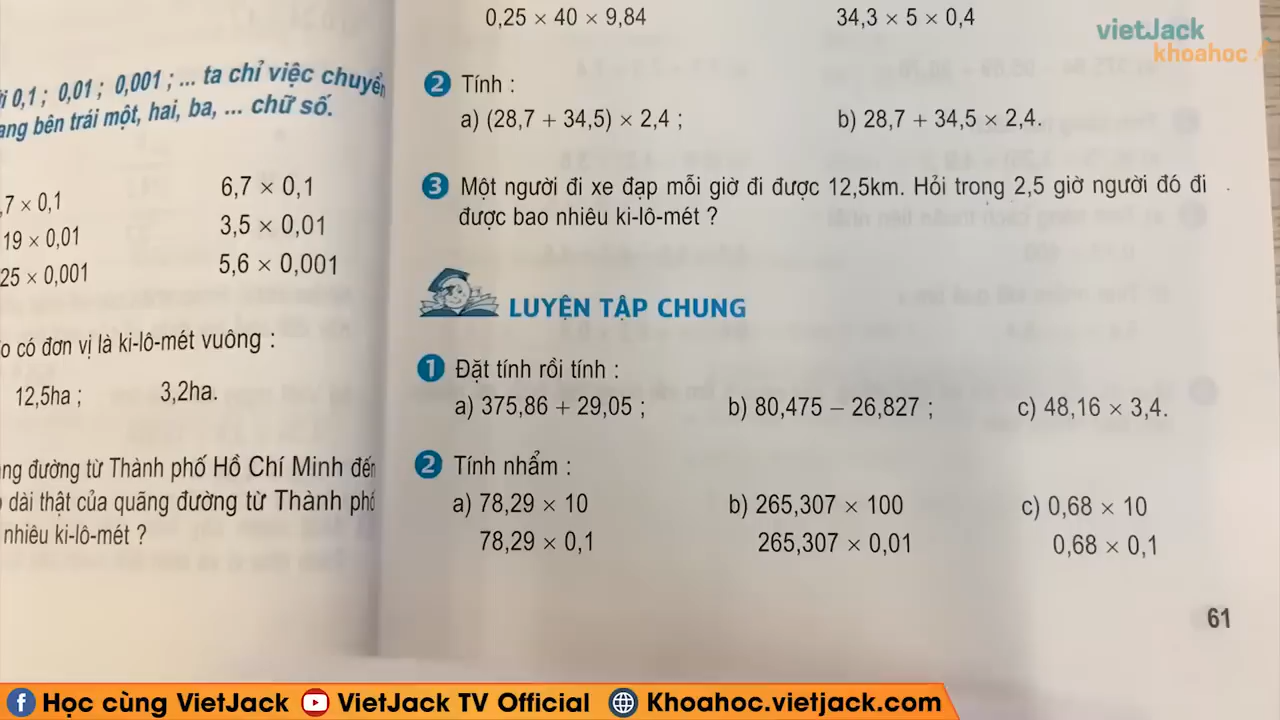 0,1 ; 0,01 ; 0,001 ; ... ta chỉ việc chuyển
bên trái một, hai, ba, ... chữ số.
,7 × 0,1
6,7 × 0,1
19 × 0,01
3,5 × 0,01
25 × 0,001
5,6 × 0,001
có đơn vị là ki-lô-mét vuông :
12,5ha ;
3,2ha.
đường từ Thành phố Hồ Chí Minh đến
dài thật của quãng đường từ Thành phố
nhiêu ki-lô-mét ?
0,25 × 40 × 9,84
34,3 × 5 × 0,4
2 Tính :
a) (28,7 + 34,5) × 2,4 ;
b) 28,7 + 34,5 × 2,4.
3 Một người đi xe đạp mỗi giờ đi được 12,5km. Hỏi trong 2,5 giờ người đó đi
được bao nhiêu ki-lô-mét ?
LUYỆN TẬP CHUNG
1 Đặt tính rồi tính :
a) 375,86 + 29,05 ;
b) 80,475 – 26,827 ;
c) 48,16 × 3,4.
2 Tính nhẩm :
a) 78,29 × 10
b) 265,307 × 100
c) 0,68 × 10
78,29 × 0,1
265,307 × 0,01
0,68 × 0,1
61
vietJack
khoahoc
Học cùng VietJack
VietJack TV Official
Khoahoc.vietjack.com